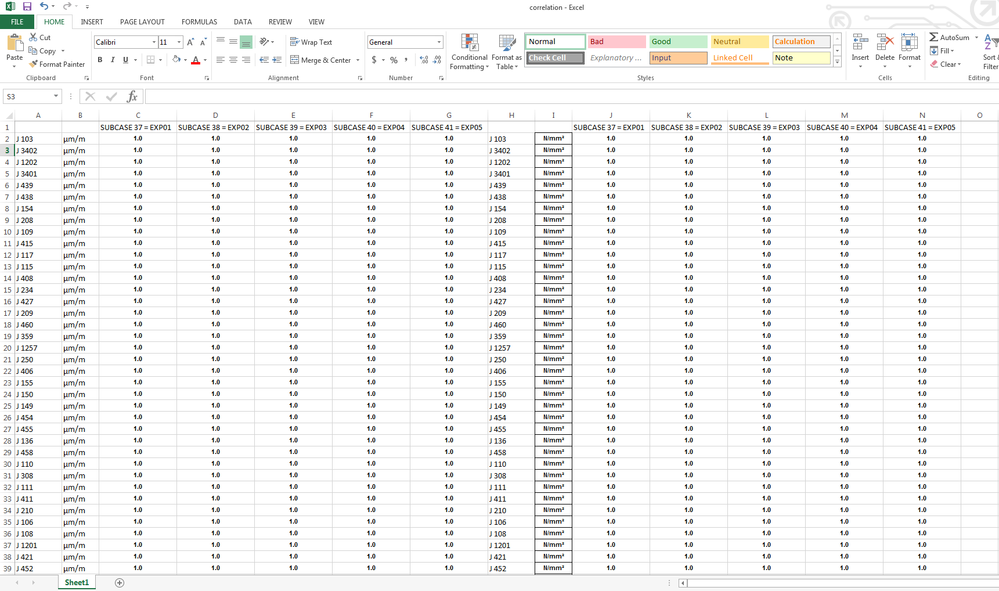 correlation - Excel
FILE HOME INSERT PAGE LAYOUT FORMULAS DATA REVIEW VIEW
Paste Cut Copy Format Painter Clipboard
Calibri 11 B I U A Font
Wrap Text Merge & Center Alignment
General $ % , Number
Conditional Formatting Format as Table
Normal Bad Good Neutral Calculation
Check Cell Explanatory ... Input Linked Cell Note
Styles
Insert Delete Format Cells
AutoSum Fill Clear Sort & Filter Editing
S3 fx
A B C D E F G H I J K L M N O
1 SUBCASE 37 = EXP01 SUBCASE 38 = EXP02 SUBCASE 39 = EXP03 SUBCASE 40 = EXP04 SUBCASE 41 = EXP05 SUBCASE 37 = EXP01 SUBCASE 38 = EXP02 SUBCASE 39 = EXP03 SUBCASE 40 = EXP04 SUBCASE 41 = EXP05
2 J 103 µm/m 1.0 1.0 1.0 1.0 1.0 J 103 N/mm² 1.0 1.0 1.0 1.0 1.0
3 J 3402 µm/m 1.0 1.0 1.0 1.0 1.0 J 3402 N/mm² 1.0 1.0 1.0 1.0 1.0
4 J 1202 µm/m 1.0 1.0 1.0 1.0 1.0 J 1202 N/mm² 1.0 1.0 1.0 1.0 1.0
5 J 3401 µm/m 1.0 1.0 1.0 1.0 1.0 J 3401 N/mm² 1.0 1.0 1.0 1.0 1.0
6 J 439 µm/m 1.0 1.0 1.0 1.0 1.0 J 439 N/mm² 1.0 1.0 1.0 1.0 1.0
7 J 438 µm/m 1.0 1.0 1.0 1.0 1.0 J 438 N/mm² 1.0 1.0 1.0 1.0 1.0
8 J 154 µm/m 1.0 1.0 1.0 1.0 1.0 J 154 N/mm² 1.0 1.0 1.0 1.0 1.0
9 J 208 µm/m 1.0 1.0 1.0 1.0 1.0 J 208 N/mm² 1.0 1.0 1.0 1.0 1.0
10 J 109 µm/m 1.0 1.0 1.0 1.0 1.0 J 109 N/mm² 1.0 1.0 1.0 1.0 1.0
11 J 415 µm/m 1.0 1.0 1.0 1.0 1.0 J 415 N/mm² 1.0 1.0 1.0 1.0 1.0
12 J 117 µm/m 1.0 1.0 1.0 1.0 1.0 J 117 N/mm² 1.0 1.0 1.0 1.0 1.0
13 J 115 µm/m 1.0 1.0 1.0 1.0 1.0 J 115 N/mm² 1.0 1.0 1.0 1.0 1.0
14 J 408 µm/m 1.0 1.0 1.0 1.0 1.0 J 408 N/mm² 1.0 1.0 1.0 1.0 1.0
15 J 234 µm/m 1.0 1.0 1.0 1.0 1.0 J 234 N/mm² 1.0 1.0 1.0 1.0 1.0
16 J 427 µm/m 1.0 1.0 1.0 1.0 1.0 J 427 N/mm² 1.0 1.0 1.0 1.0 1.0
17 J 209 µm/m 1.0 1.0 1.0 1.0 1.0 J 209 N/mm² 1.0 1.0 1.0 1.0 1.0
18 J 460 µm/m 1.0 1.0 1.0 1.0 1.0 J 460 N/mm² 1.0 1.0 1.0 1.0 1.0
19 J 359 µm/m 1.0 1.0 1.0 1.0 1.0 J 359 N/mm² 1.0 1.0 1.0 1.0 1.0
20 J 1257 µm/m 1.0 1.0 1.0 1.0 1.0 J 1257 N/mm² 1.0 1.0 1.0 1.0 1.0
21 J 250 µm/m 1.0 1.0 1.0 1.0 1.0 J 250 N/mm² 1.0 1.0 1.0 1.0 1.0
22 J 406 µm/m 1.0 1.0 1.0 1.0 1.0 J 406 N/mm² 1.0 1.0 1.0 1.0 1.0
23 J 155 µm/m 1.0 1.0 1.0 1.0 1.0 J 155 N/mm² 1.0 1.0 1.0 1.0 1.0
24 J 150 µm/m 1.0 1.0 1.0 1.0 1.0 J 150 N/mm² 1.0 1.0 1.0 1.0 1.0
25 J 149 µm/m 1.0 1.0 1.0 1.0 1.0 J 149 N/mm² 1.0 1.0 1.0 1.0 1.0
26 J 454 µm/m 1.0 1.0 1.0 1.0 1.0 J 454 N/mm² 1.0 1.0 1.0 1.0 1.0
27 J 455 µm/m 1.0 1.0 1.0 1.0 1.0 J 455 N/mm² 1.0 1.0 1.0 1.0 1.0
28 J 136 µm/m 1.0 1.0 1.0 1.0 1.0 J 136 N/mm² 1.0 1.0 1.0 1.0 1.0
29 J 458 µm/m 1.0 1.0 1.0 1.0 1.0 J 458 N/mm² 1.0 1.0 1.0 1.0 1.0
30 J 110 µm/m 1.0 1.0 1.0 1.0 1.0 J 110 N/mm² 1.0 1.0 1.0 1.0 1.0
31 J 308 µm/m 1.0 1.0 1.0 1.0 1.0 J 308 N/mm² 1.0 1.0 1.0 1.0 1.0
32 J 111 µm/m 1.0 1.0 1.0 1.0 1.0 J 111 N/mm² 1.0 1.0 1.0 1.0 1.0
33 J 411 µm/m 1.0 1.0 1.0 1.0 1.0 J 411 N/mm² 1.0 1.0 1.0 1.0 1.0
34 J 210 µm/m 1.0 1.0 1.0 1.0 1.0 J 210 N/mm² 1.0 1.0 1.0 1.0 1.0
35 J 106 µm/m 1.0 1.0 1.0 1.0 1.0 J 106 N/mm² 1.0 1.0 1.0 1.0 1.0
36 J 108 µm/m 1.0 1.0 1.0 1.0 1.0 J 108 N/mm² 1.0 1.0 1.0 1.0 1.0
37 J 1201 µm/m 1.0 1.0 1.0 1.0 1.0 J 1201 N/mm² 1.0 1.0 1.0 1.0 1.0
38 J 421 µm/m 1.0 1.0 1.0 1.0 1.0 J 421 N/mm² 1.0 1.0 1.0 1.0 1.0
39 J 452 µm/m 1.0 1.0 1.0 1.0 1.0 J 452 N/mm² 1.0 1.0 1.0 1.0 1.0
Sheet1